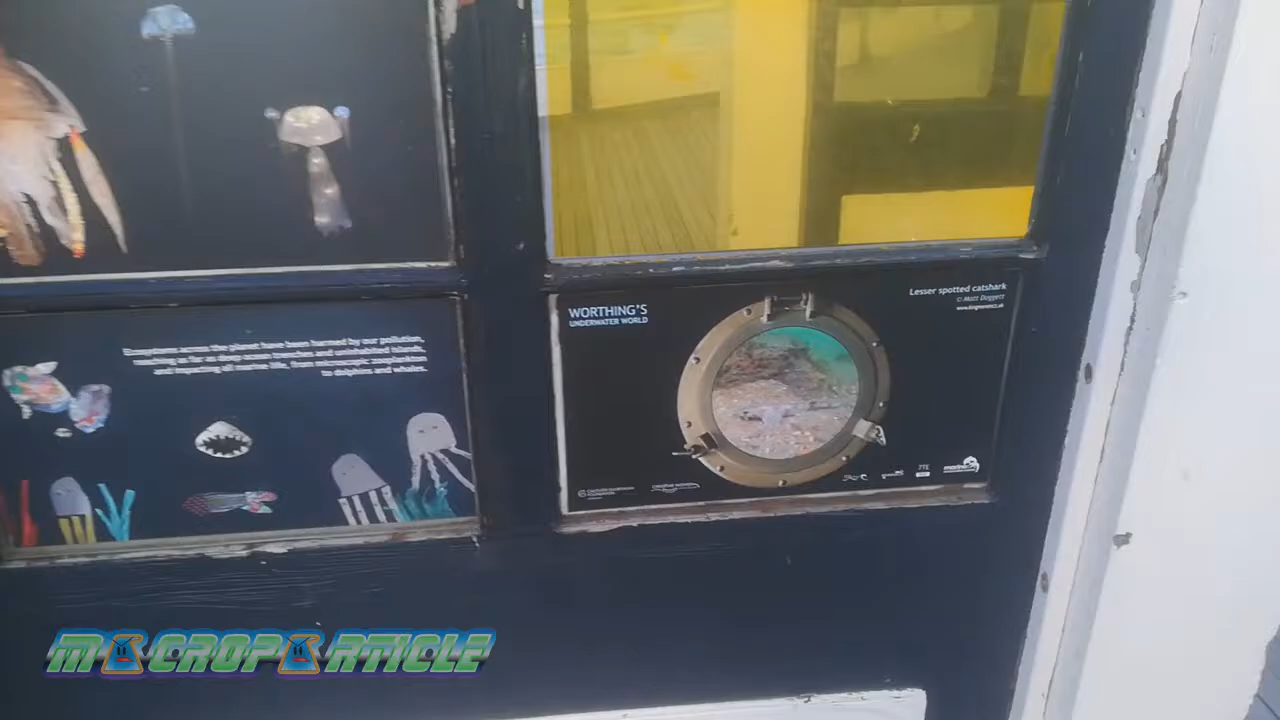 Ecosystems across the planet have been harmed by our pollution,
reaching as far as deep ocean trenches and uninhabited islands,
and impacting all marine life, from microscopic zooplankton
to dolphins and whales.
WORTHING'S
UNDERWATER WORLD
Lesser spotted catshark
© Matt Doggett
MACROPARTICLE